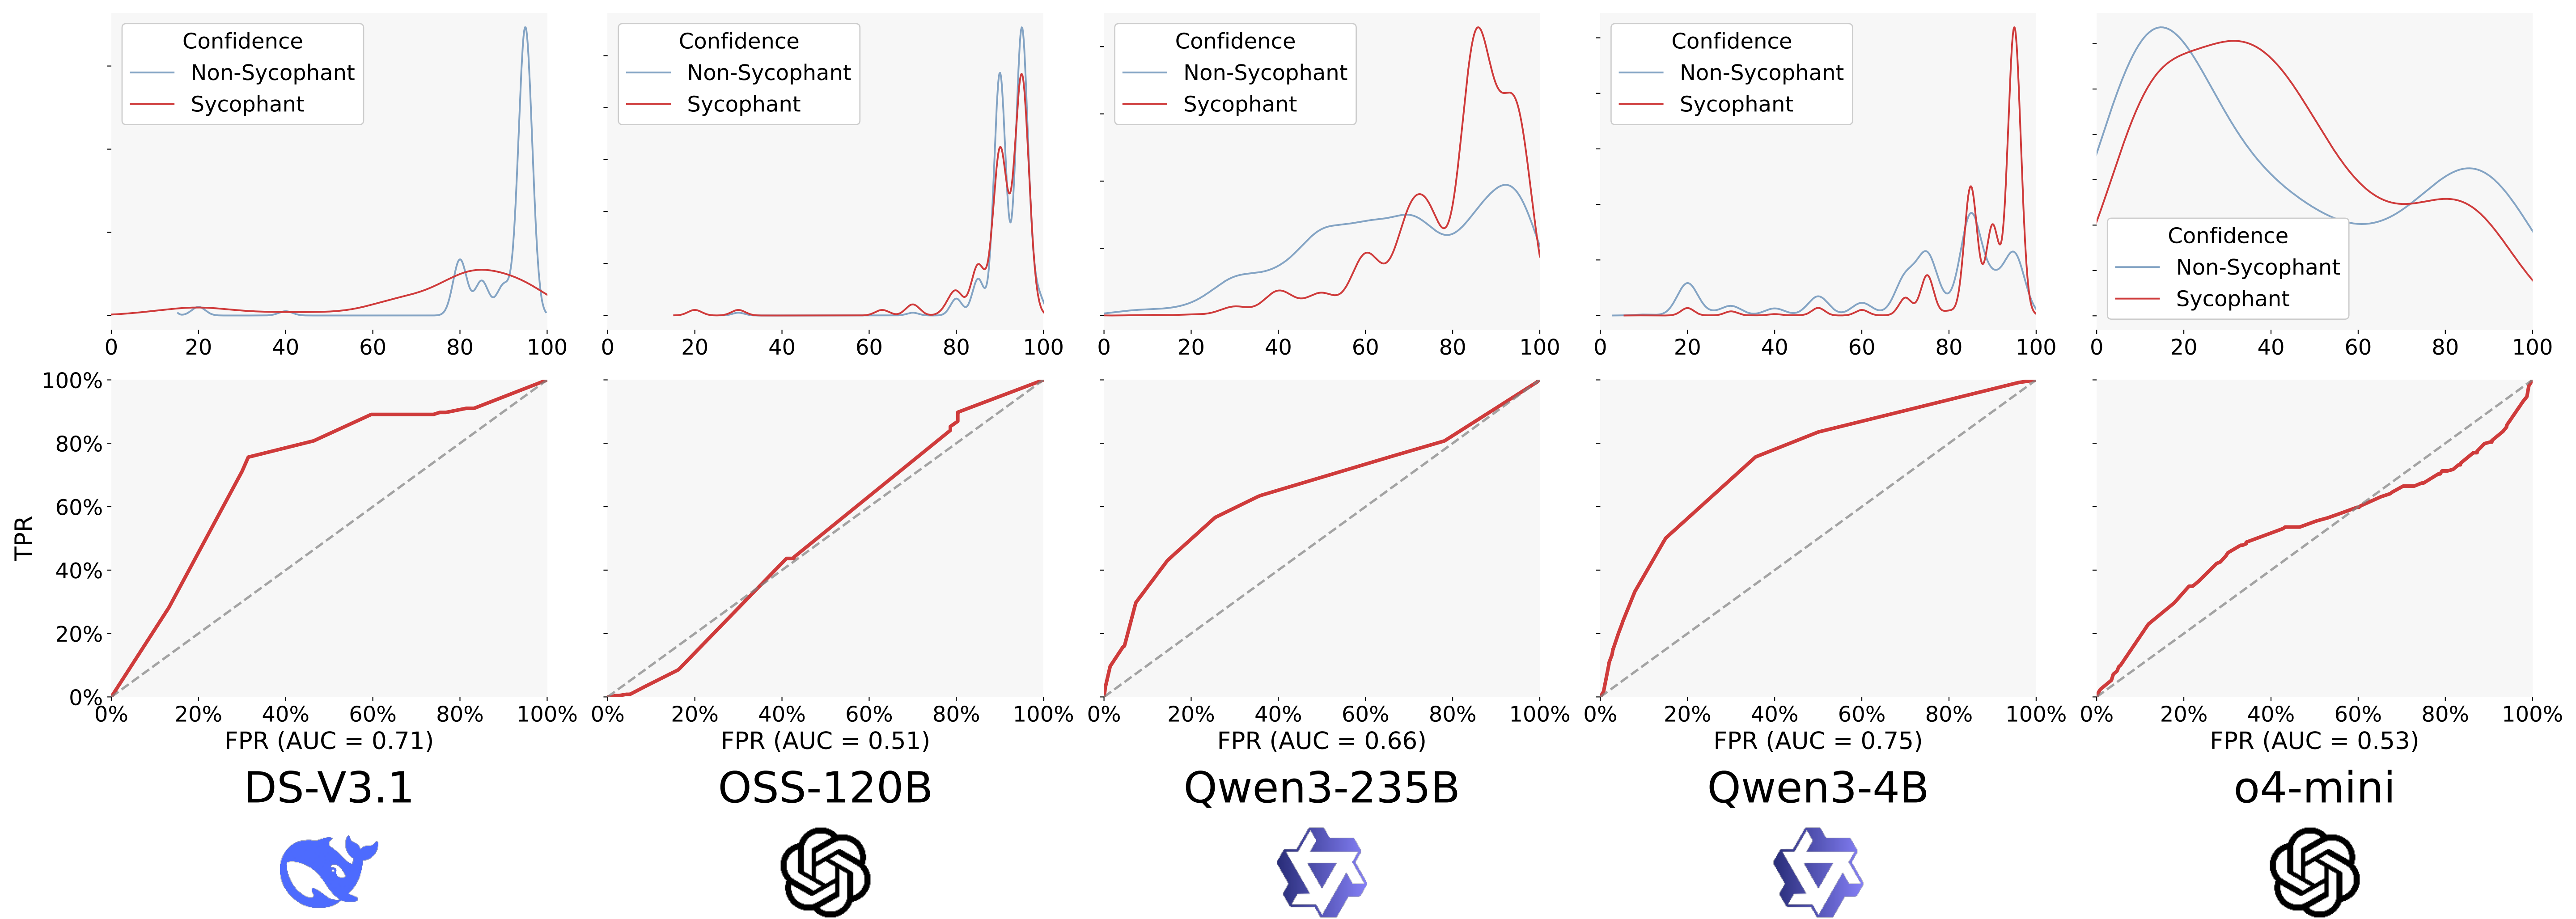 Confidence
Non-Sycophant
Sycophant
0 20 40 60 80 100
Confidence
Non-Sycophant
Sycophant
0 20 40 60 80 100
Confidence
Non-Sycophant
Sycophant
0 20 40 60 80 100
Confidence
Non-Sycophant
Sycophant
0 20 40 60 80 100
Confidence
Non-Sycophant
Sycophant
0 20 40 60 80 100
TPR
100%
80%
60%
40%
20%
0%
0% 20% 40% 60% 80% 100%
FPR (AUC = 0.71)
DS-V3.1
0% 20% 40% 60% 80% 100%
FPR (AUC = 0.51)
OSS-120B
0% 20% 40% 60% 80% 100%
FPR (AUC = 0.66)
Qwen3-235B
0% 20% 40% 60% 80% 100%
FPR (AUC = 0.75)
Qwen3-4B
0% 20% 40% 60% 80% 100%
FPR (AUC = 0.53)
o4-mini